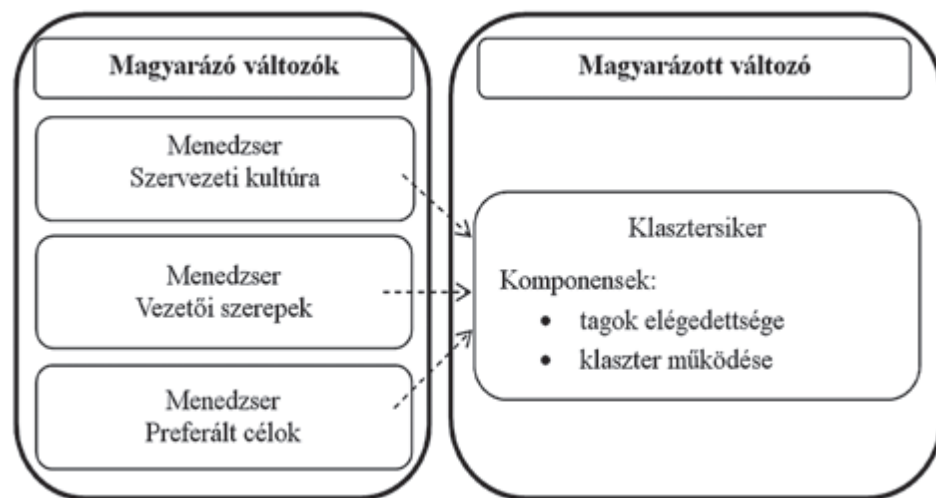 Magyarázó változók
Menedzser
Szervezeti kultúra
Menedzser
Vezetői szerepek
Menedzser
Preferált célok
Magyarázott változó
Klasztersiker
Komponensek:
• tagok elégedettsége
• klaszter működése